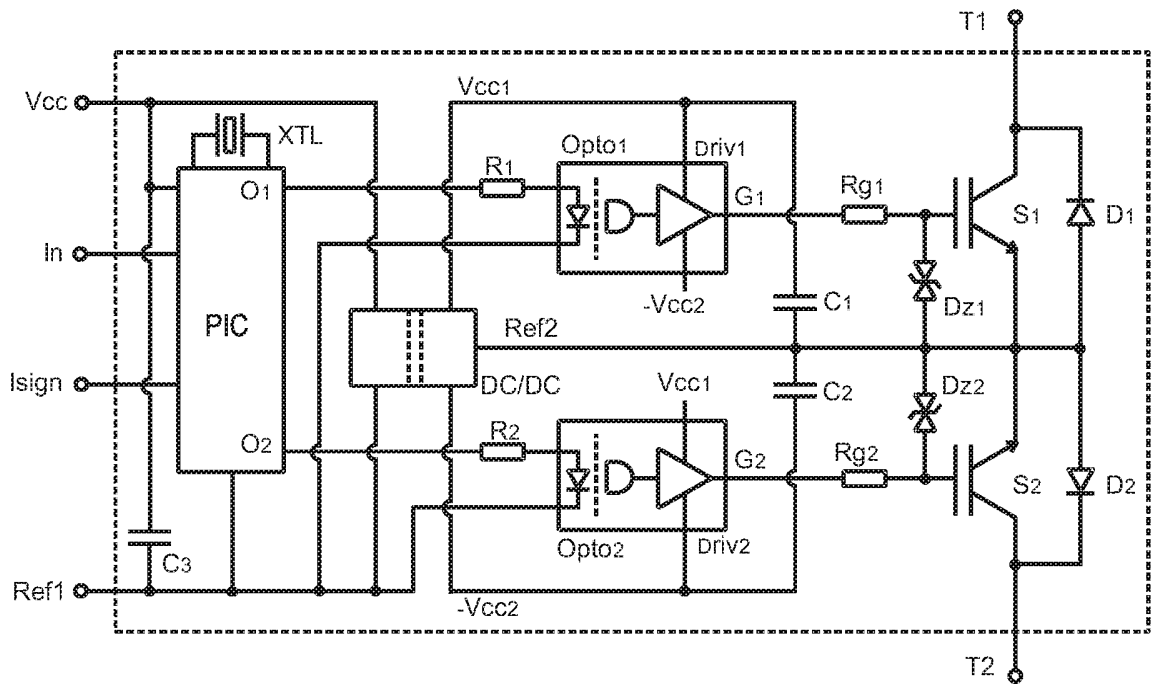 T1
Vcc
Vcc1
XTL
Opto1
Driv1
R1
O1
G1
Rg1
S1
D1
In
-Vcc2
C1
Dz1
PIC
Ref2
Isign
DC/DC
Vcc1
C2
Dz2
R2
O2
G2
Rg2
S2
D2
Opto2
Driv2
C3
Ref1
-Vcc2
T2